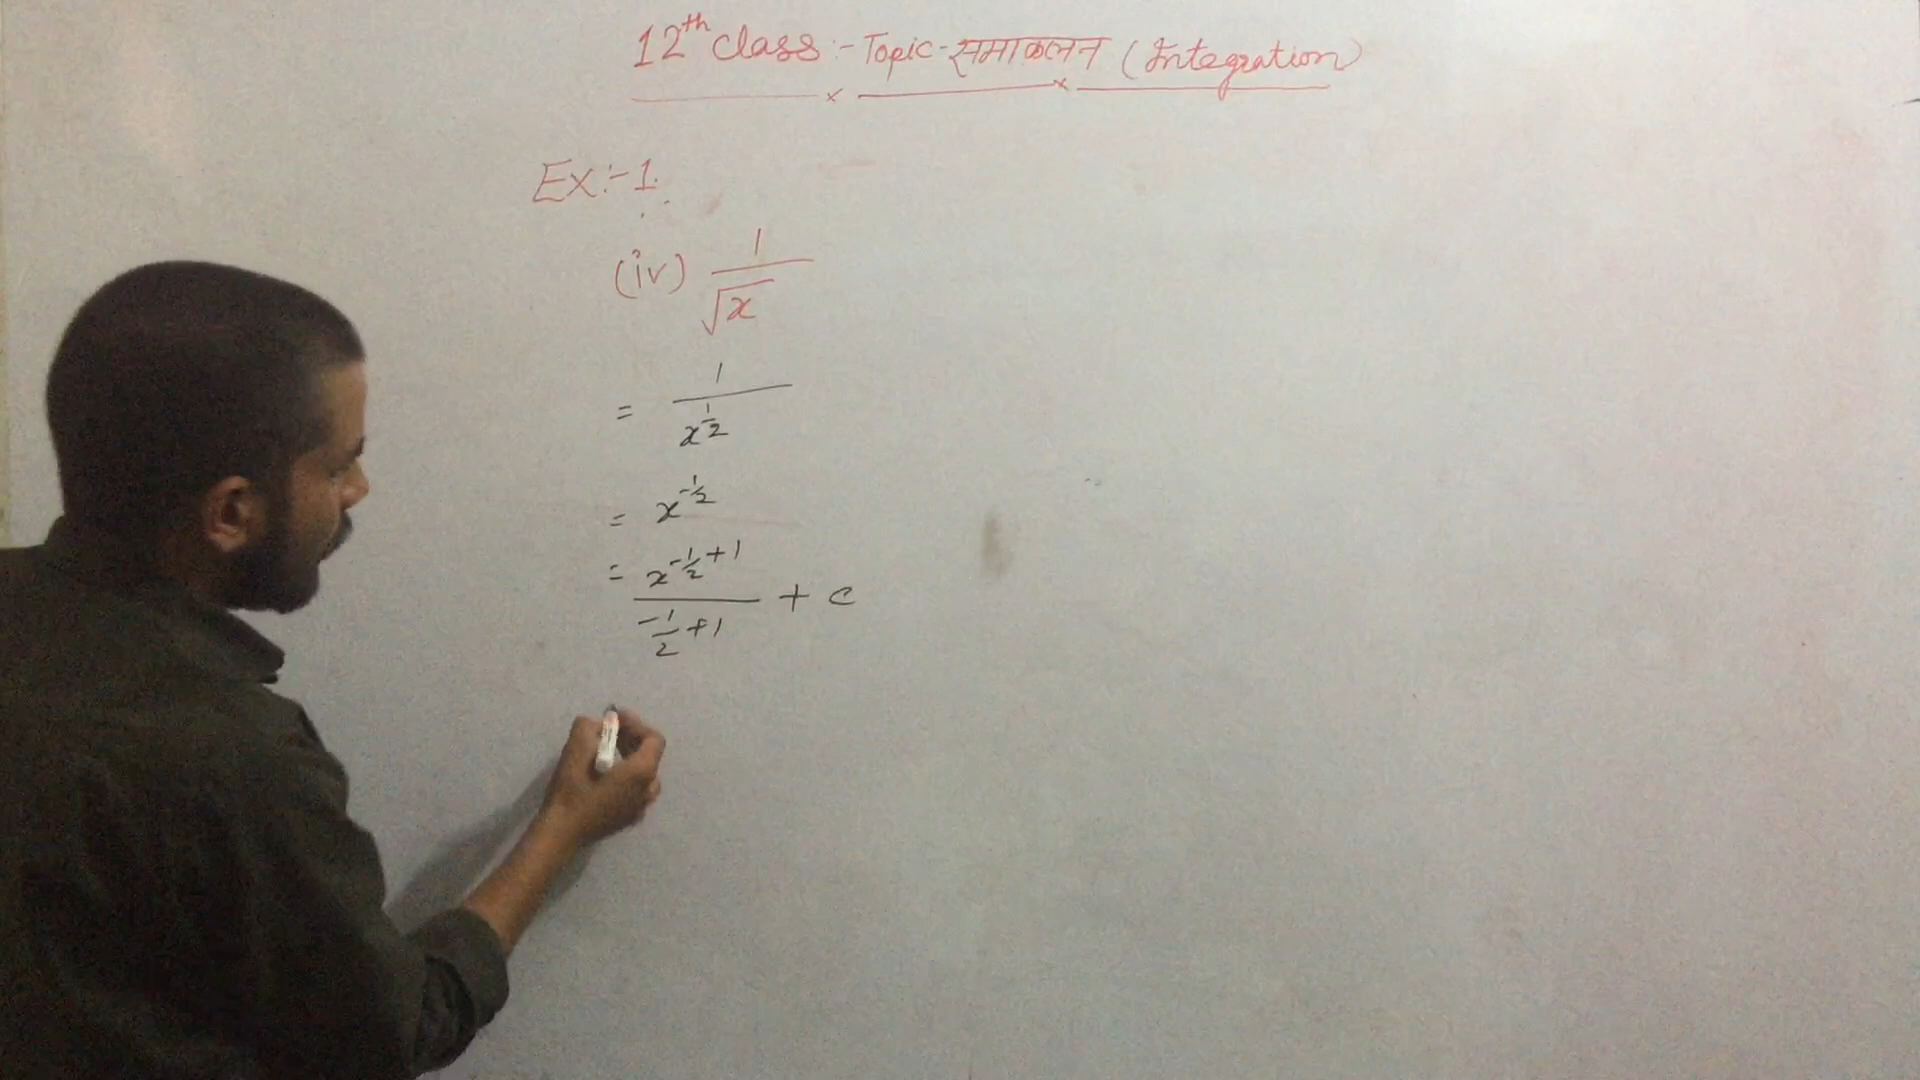 12th class :- Topic - समाकलन (Integration)
Ex:- 1.
(iv) 1/√x
= 1/x^1/2
= x^-1/2
= x^-1/2+1 / -1/2+1 + c